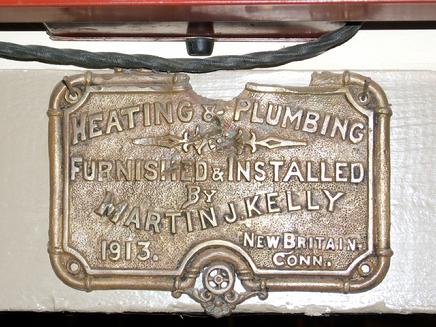 HEATING & PLUMBING
FURNISHED & INSTALLED
BY
MARTIN J. KELLY
1913.
NEW BRITAIN.
CONN.